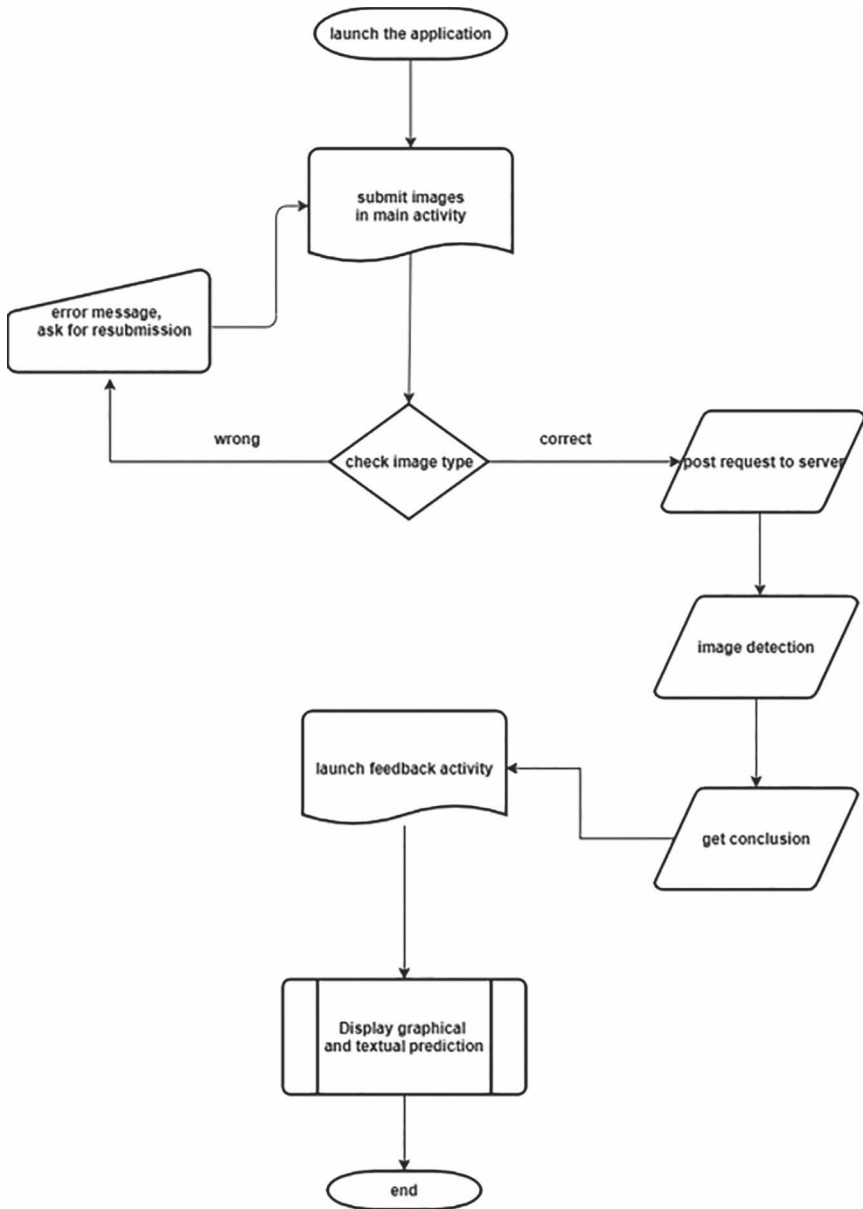 launch the application
submit images
in main activity
error message,
ask for resubmission
wrong
check image type
correct
post request to server
image detection
get conclusion
launch feedback activity
Display graphical
and textual prediction
end